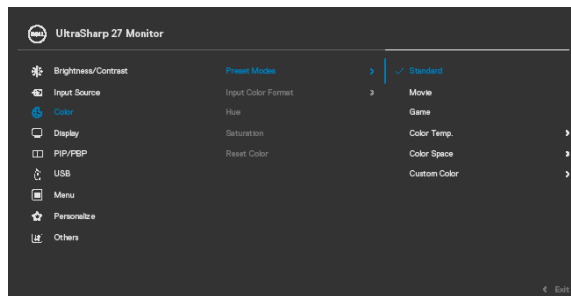 DELL UltraSharp 27 Monitor
Brightness/Contrast Preset Modes Standard
Input Source Input Color Format Movie
Color Hue Game
Display Saturation Color Temp.
PIP/PBP Reset Color Color Space
USB Custom Color
Menu
Personalize
Others
Exit